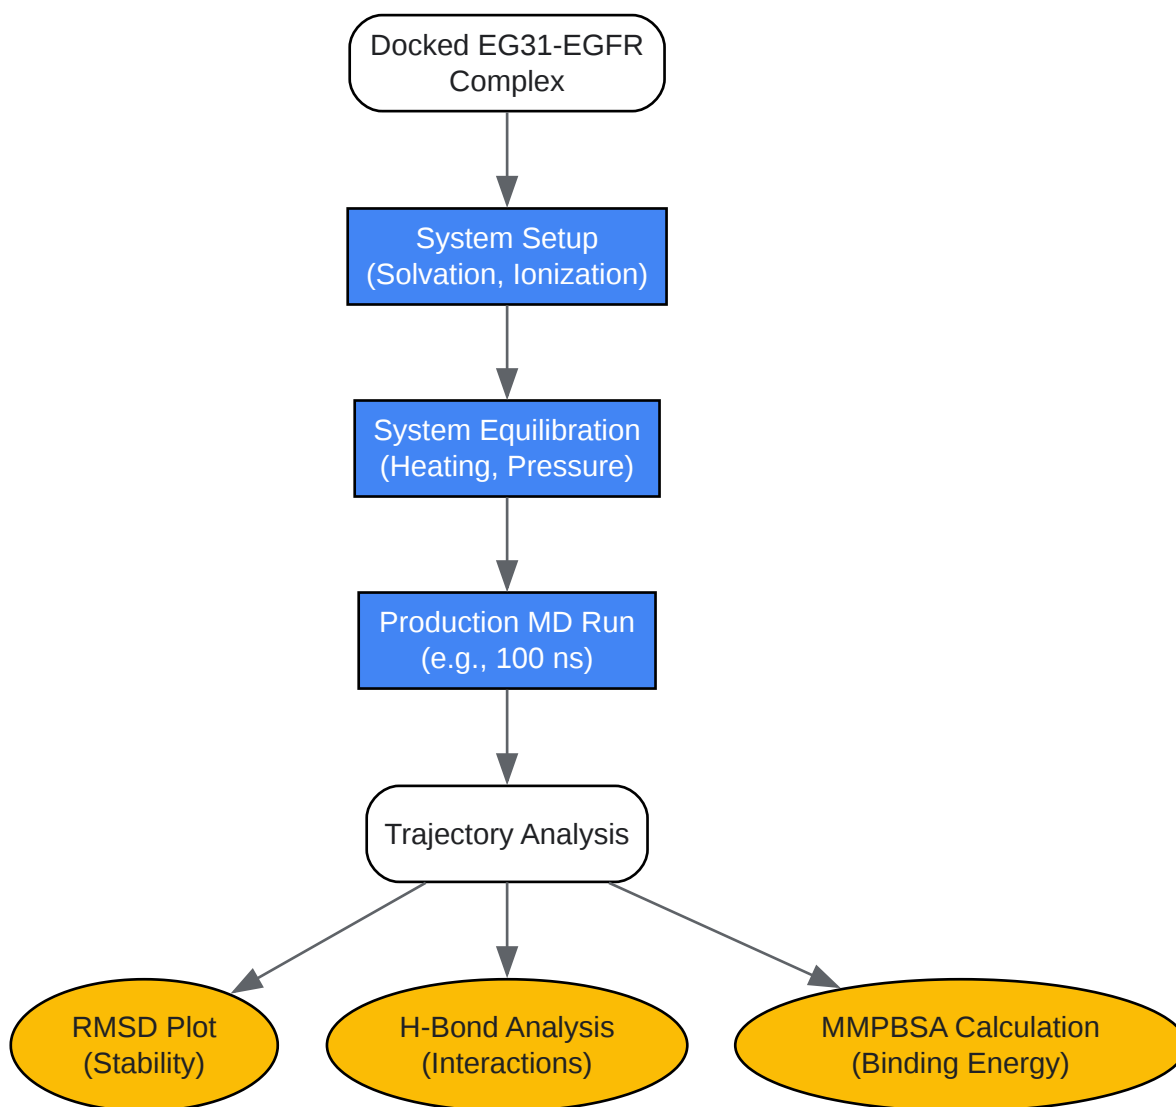 Docked EG31-EGFR
Complex
System Setup
(Solvation, Ionization)
System Equilibration
(Heating, Pressure)
Production MD Run
(e.g., 100 ns)
Trajectory Analysis
RMSD Plot
(Stability)
H-Bond Analysis
(Interactions)
MMPBSA Calculation
(Binding Energy)